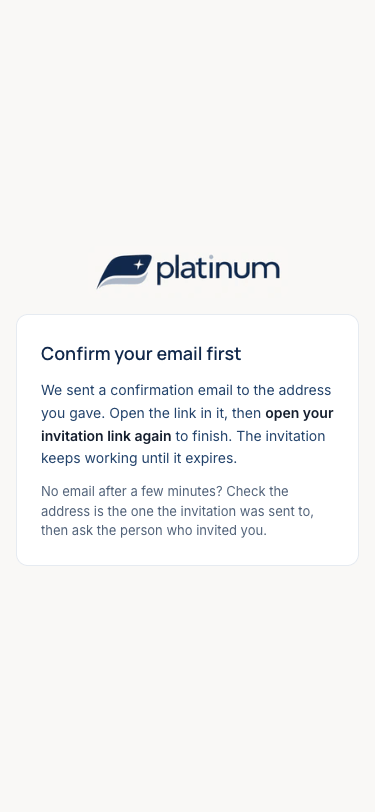 platinum
Confirm your email first
We sent a confirmation email to the address
you gave. Open the link in it, then open your
invitation link again to finish. The invitation
keeps working until it expires.
No email after a few minutes? Check the
address is the one the invitation was sent to,
then ask the person who invited you.